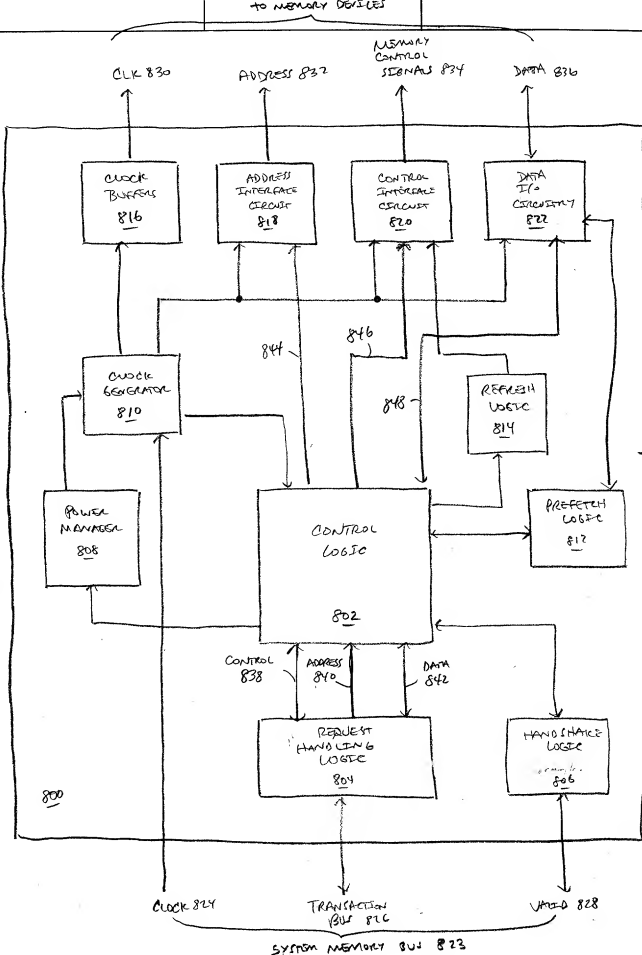 TO MEMORY DEVICES
CLK 830
ADDRESS 832
MEMORY
CONTROL
SIGNALS 834
DATA 836
CLOCK
BUFFERS
816
ADDRESS
INTERFACE
CIRCUIT
818
CONTROL
INTERFACE
CIRCUIT
820
DATA
I/O
CIRCUITRY
822
844
846
848
CLOCK
GENERATOR
810
REFRESH
LOGIC
814
POWER
MANAGER
808
CONTROL
LOGIC
802
PREFETCH
LOGIC
812
CONTROL
838
ADDRESS
840
DATA
842
REQUEST
HANDLING
LOGIC
804
HANDSHAKE
LOGIC
806
800
CLOCK 824
TRANSACTION
BUS 826
VALID 828
SYSTEM MEMORY BUS 823